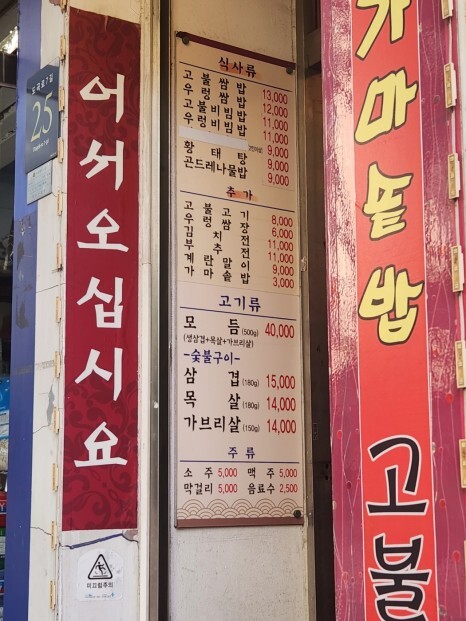 25
어서오십시요
미끄럼주의
식사류
고불쌈밥 13,000
우렁쌈밥 12,000
고불비빔밥 11,000
우렁비빔밥 11,000
9,000
황태탕 9,000
곤드레나물밥 9,000
추가
고불고기 8,000
우렁쌈장 6,000
김치전 11,000
부추전 11,000
계란말이 9,000
가마솥밥 3,000
고기류
모듬(500g) 40,000
(생삼겹+목살+가브리살)
-숯불구이-
삼겹(180g) 15,000
목살(180g) 14,000
가브리살(150g) 14,000
주류
소주 5,000 맥주 5,000
막걸리 5,000 음료수 2,500
가마솥밥
고불